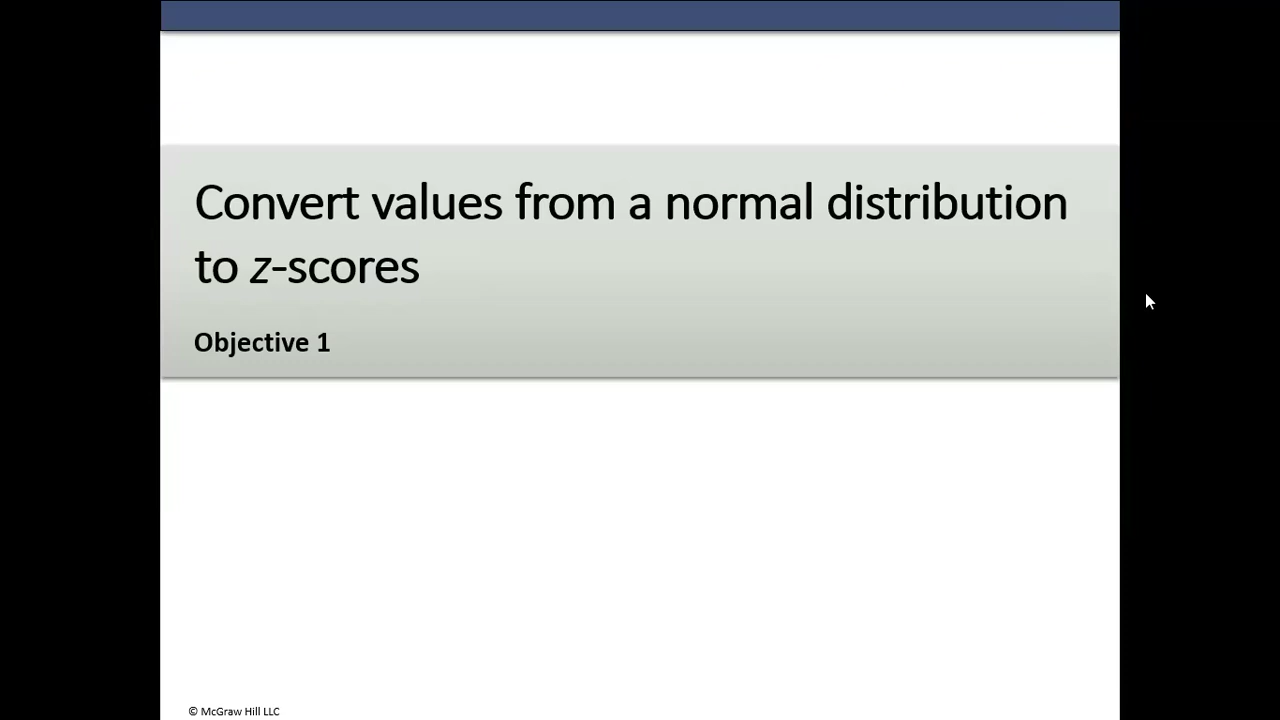 Convert values from a normal distribution
to z-scores
Objective 1
© McGraw Hill LLC